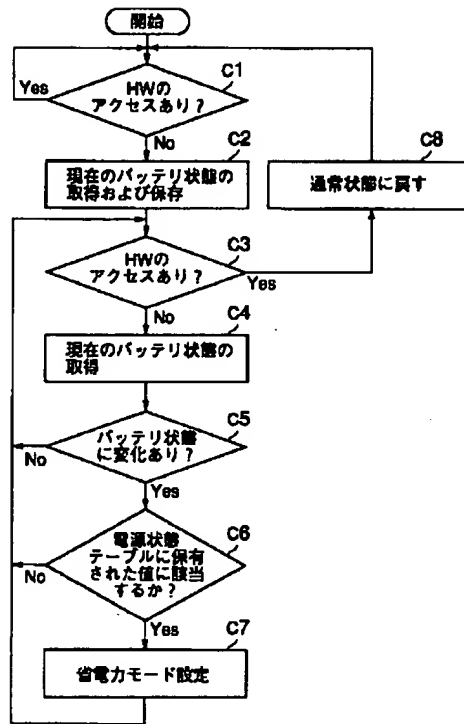 開始
C1
HWの
アクセスあり?
Yes
No
C2
現在のバッテリ状態の
取得および保存
C8
通常状態に戻す
C3
HWの
アクセスあり?
Yes
No
C4
現在のバッテリ状態の
取得
C5
バッテリ状態
に変化あり?
No
Yes
C6
電源状態
テーブルに保有
された値に該当
するか?
No
Yes
C7
省電力モード設定